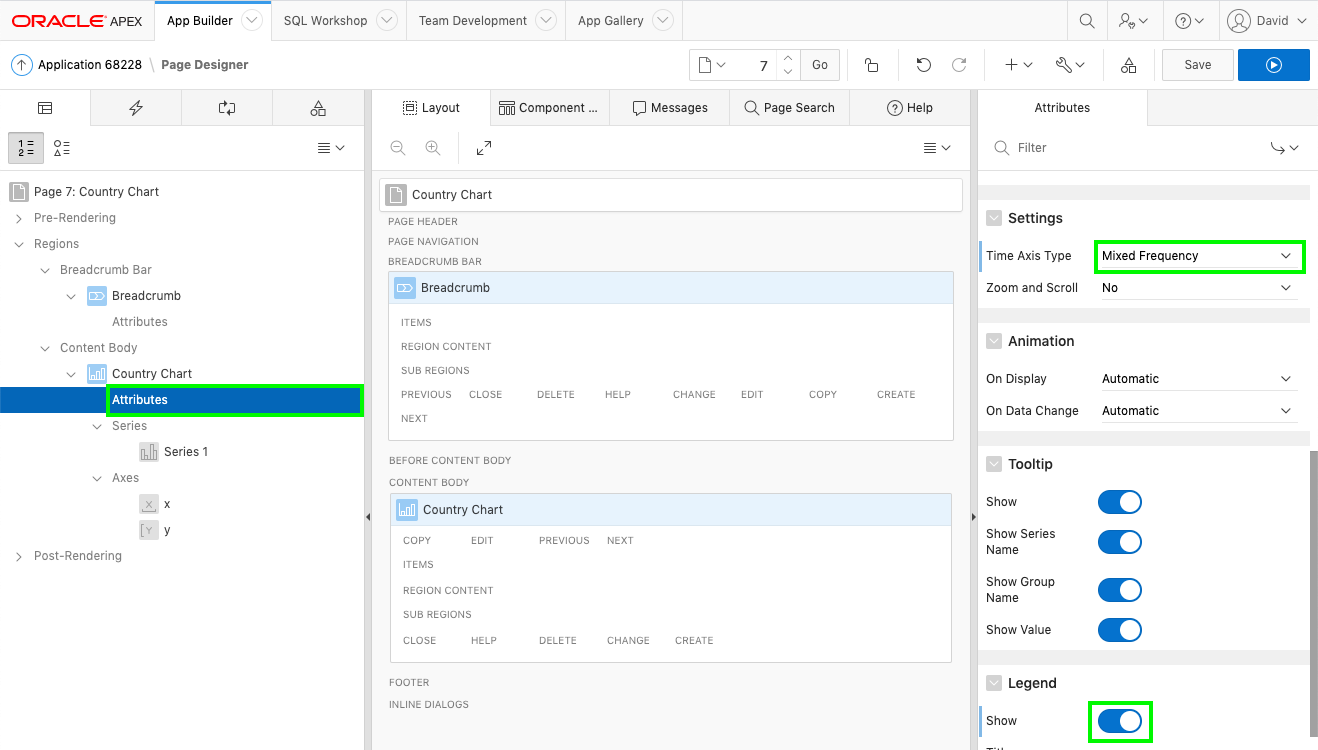 ORACLE APEX
App Builder
SQL Workshop
Team Development
App Gallery
David
Application 68228 \ Page Designer
7
Go
Save
Layout
Component ...
Messages
Page Search
Help
Attributes
Filter
Page 7: Country Chart
Pre-Rendering
Regions
Breadcrumb Bar
Breadcrumb
Attributes
Content Body
Country Chart
Attributes
Series
Series 1
Axes
x
y
Post-Rendering
Country Chart
PAGE HEADER
PAGE NAVIGATION
BREADCRUMB BAR
Breadcrumb
ITEMS
REGION CONTENT
SUB REGIONS
PREVIOUS CLOSE DELETE HELP CHANGE EDIT COPY CREATE
NEXT
BEFORE CONTENT BODY
CONTENT BODY
Country Chart
COPY EDIT PREVIOUS NEXT
ITEMS
REGION CONTENT
SUB REGIONS
CLOSE HELP DELETE CHANGE CREATE
FOOTER
INLINE DIALOGS
Settings
Time Axis Type Mixed Frequency
Zoom and Scroll No
Animation
On Display Automatic
On Data Change Automatic
Tooltip
Show
Show Series
Name
Show Group
Name
Show Value
Legend
Show